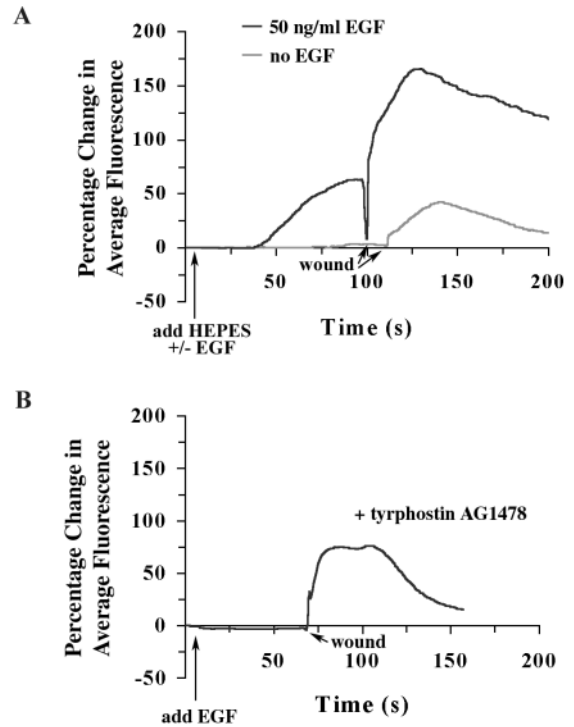 A
50 ng/ml EGF
no EGF
Percentage Change in
Average Fluorescence
200
150
100
50
0
-50
wound
50
100
150
200
add HEPES
+/- EGF
Time (s)
B
Percentage Change in
Average Fluorescence
200
150
100
50
0
-50
+ tyrphostin AG1478
wound
50
100
150
200
add EGF
Time (s)